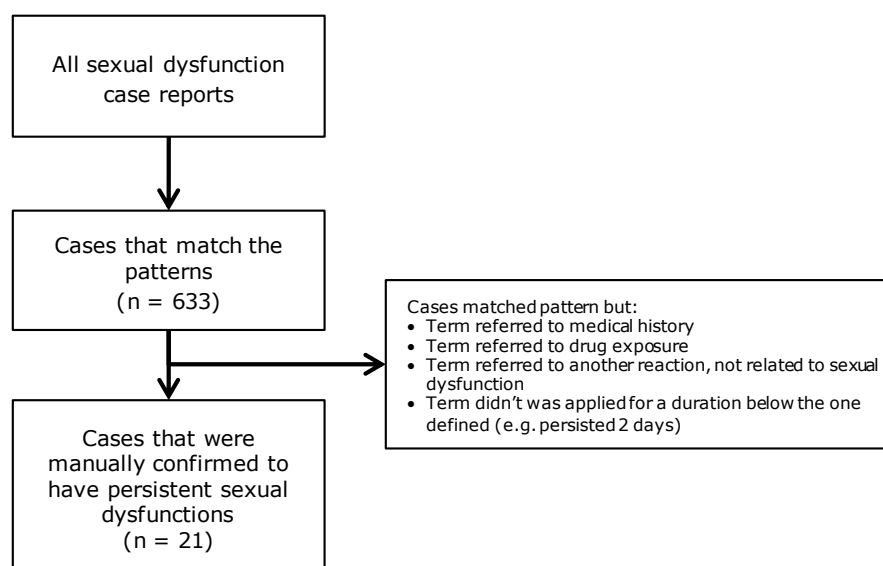 All sexual dysfunction
case reports
Cases that match the
patterns
(n = 633)
Cases matched pattern but:
• Term referred to medical history
• Term referred to drug exposure
• Term referred to another reaction, not related to sexual
dysfunction
• Term didn't was applied for a duration below the one
defined (e.g. persisted 2 days)
Cases that were
manually confirmed to
have persistent sexual
dysfunctions
(n = 21)